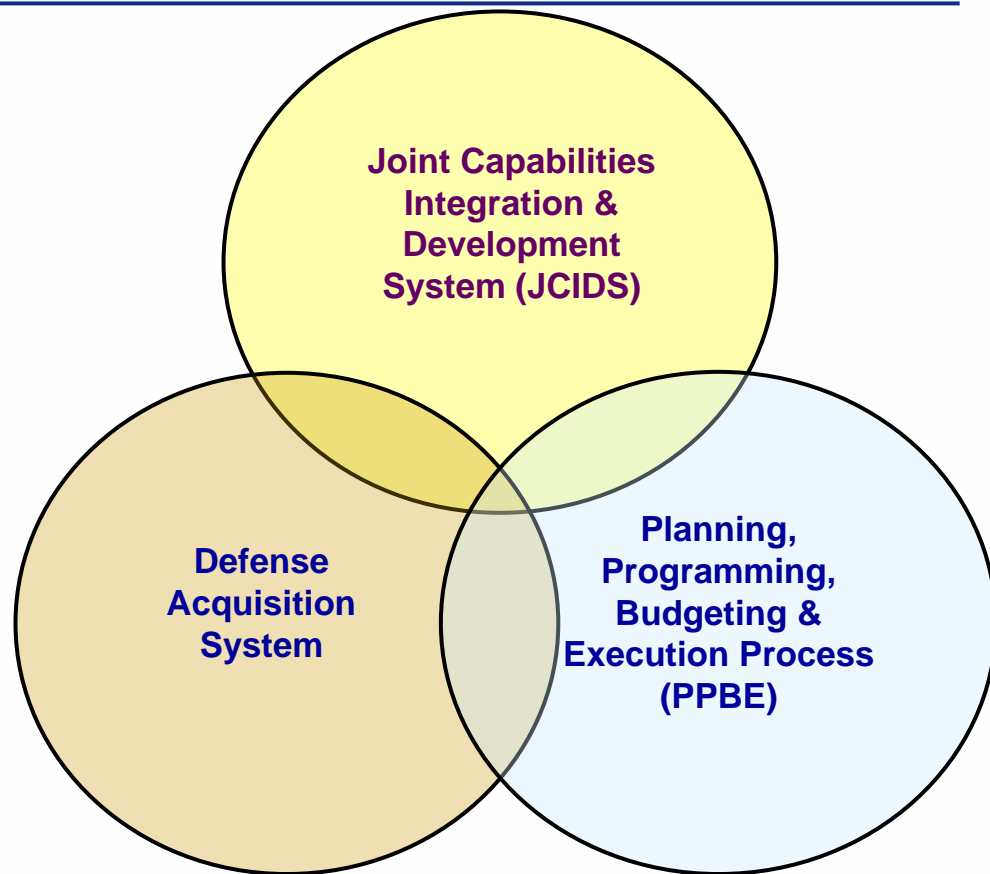 Joint Capabilities
Integration &
Development
System (JCIDS)
Defense
Acquisition
System
Planning,
Programming,
Budgeting &
Execution Process
(PPBE)